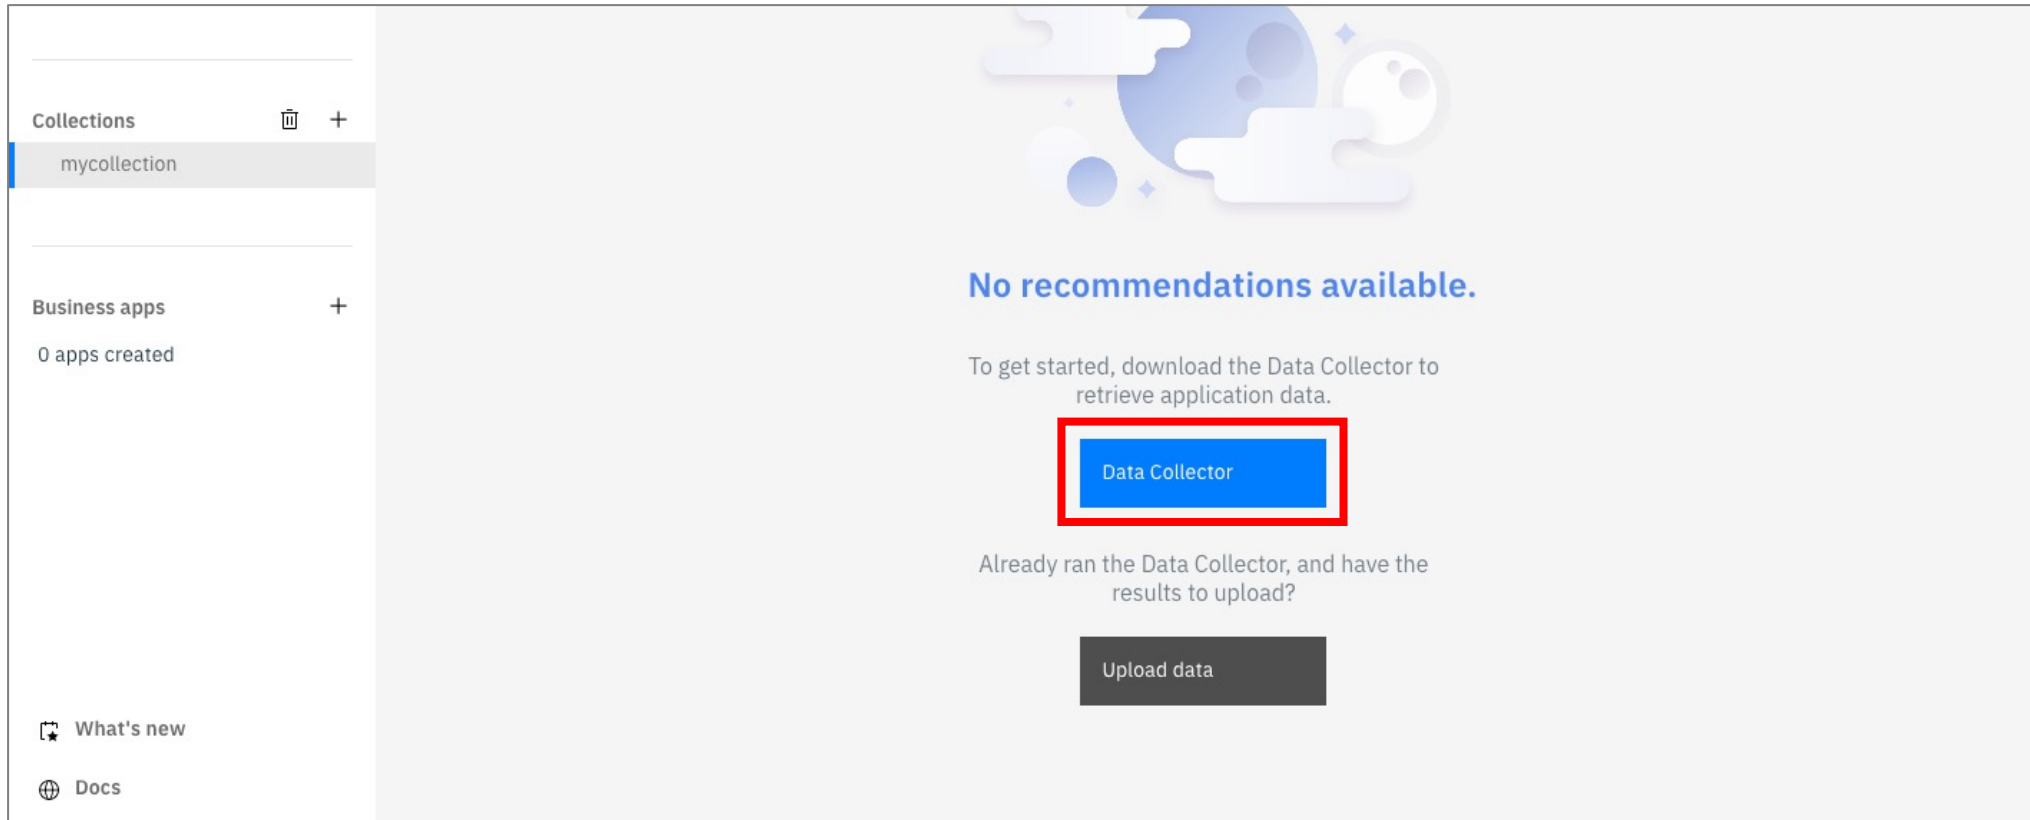 Collections
mycollection
Business apps
0 apps created
What's new
Docs
No recommendations available.
To get started, download the Data Collector to
retrieve application data.
Data Collector
Already ran the Data Collector, and have the
results to upload?
Upload data